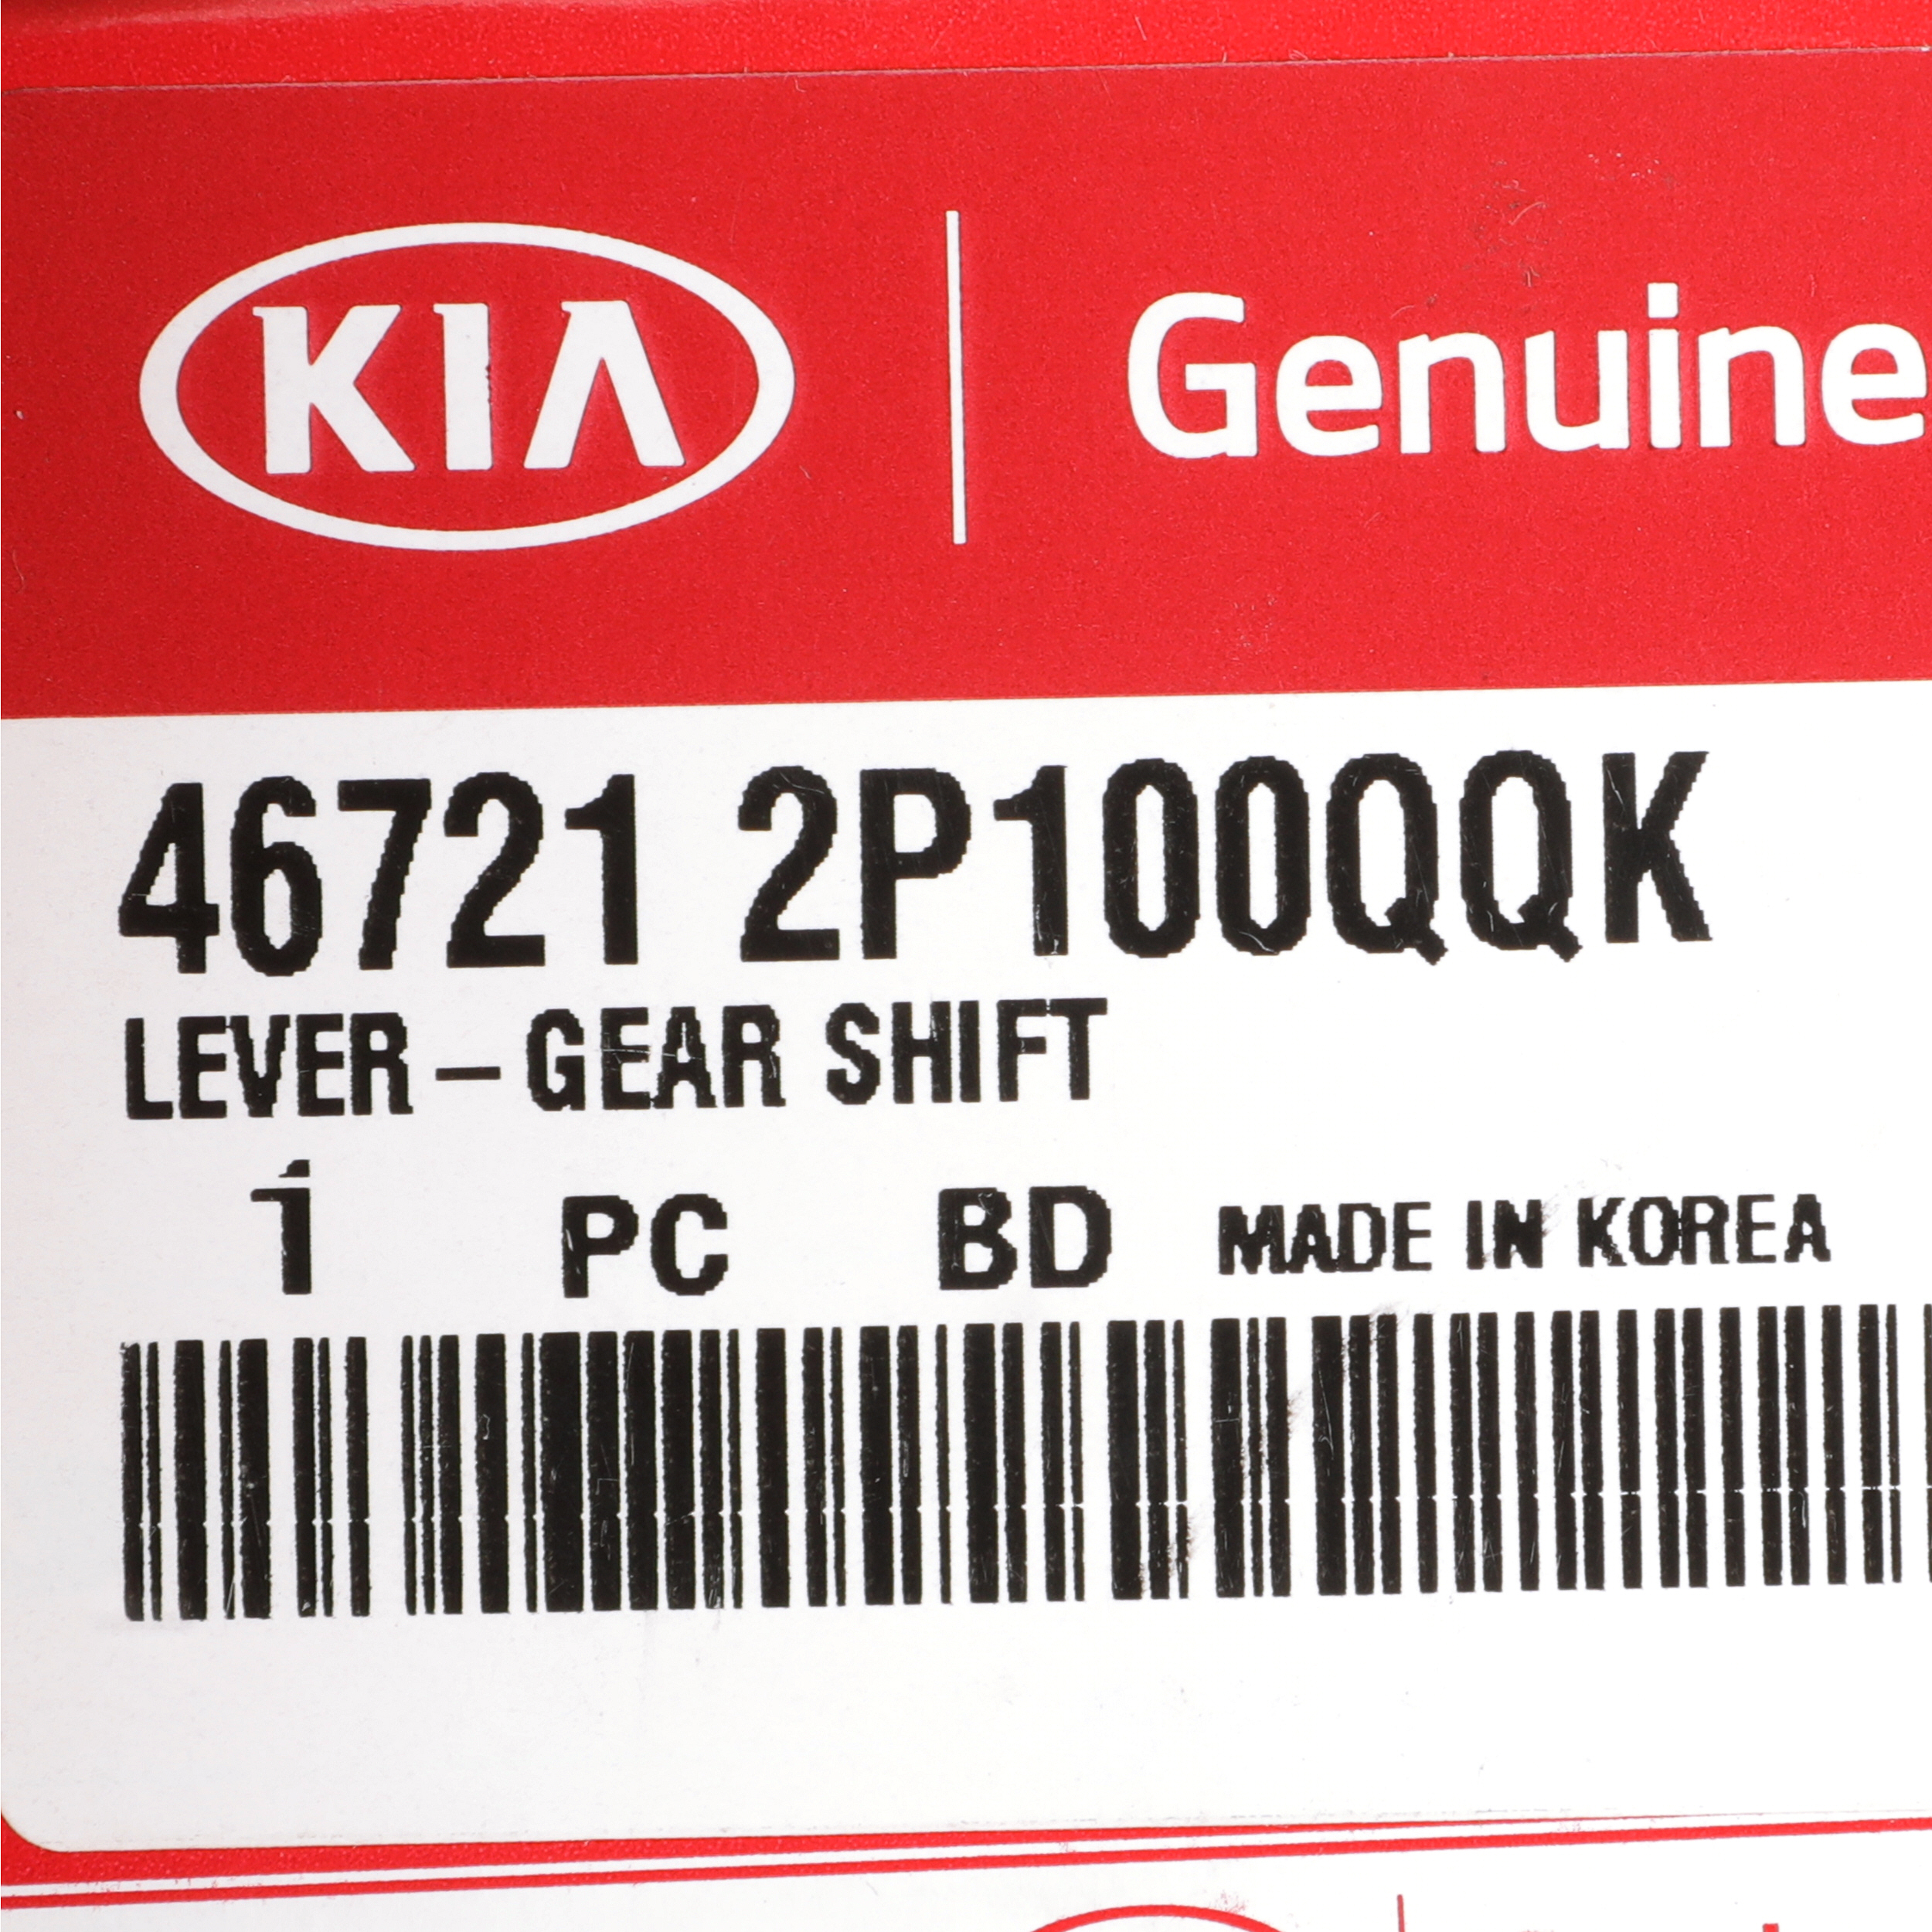 KIA Genuine
46721 2P100QQK
LEVER-GEAR SHIFT
1 PC BD MADE IN KOREA